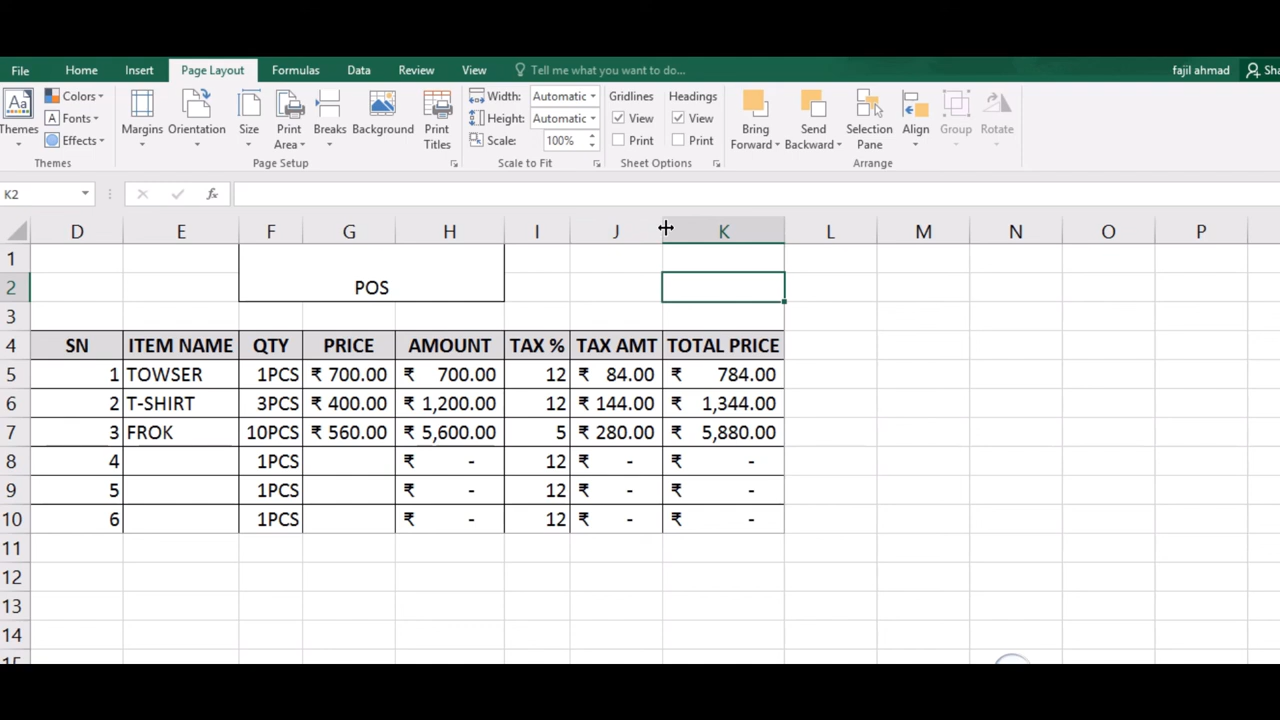 File Home Insert Page Layout Formulas Data Review View Tell me what you want to do... fajil ahmad
Aa Colors Fonts Effects Themes
Themes
Margins Orientation Size Print Area Breaks Background Print Titles
Page Setup
Width: Automatic
Height: Automatic
Scale: 100%
Scale to Fit
Gridlines Headings
View View
Print Print
Sheet Options
Bring Forward Send Backward Selection Pane Align Group Rotate
Arrange
K2 fx
D E F G H I J K L M N O P
1
2 POS
3
4 SN ITEM NAME QTY PRICE AMOUNT TAX % TAX AMT TOTAL PRICE
5 1 TOWSER 1PCS ₹ 700.00 ₹ 700.00 12 ₹ 84.00 ₹ 784.00
6 2 T-SHIRT 3PCS ₹ 400.00 ₹ 1,200.00 12 ₹ 144.00 ₹ 1,344.00
7 3 FROK 10PCS ₹ 560.00 ₹ 5,600.00 5 ₹ 280.00 ₹ 5,880.00
8 4 1PCS ₹ - 12 ₹ - ₹ -
9 5 1PCS ₹ - 12 ₹ - ₹ -
10 6 1PCS ₹ - 12 ₹ - ₹ -
11
12
13
14